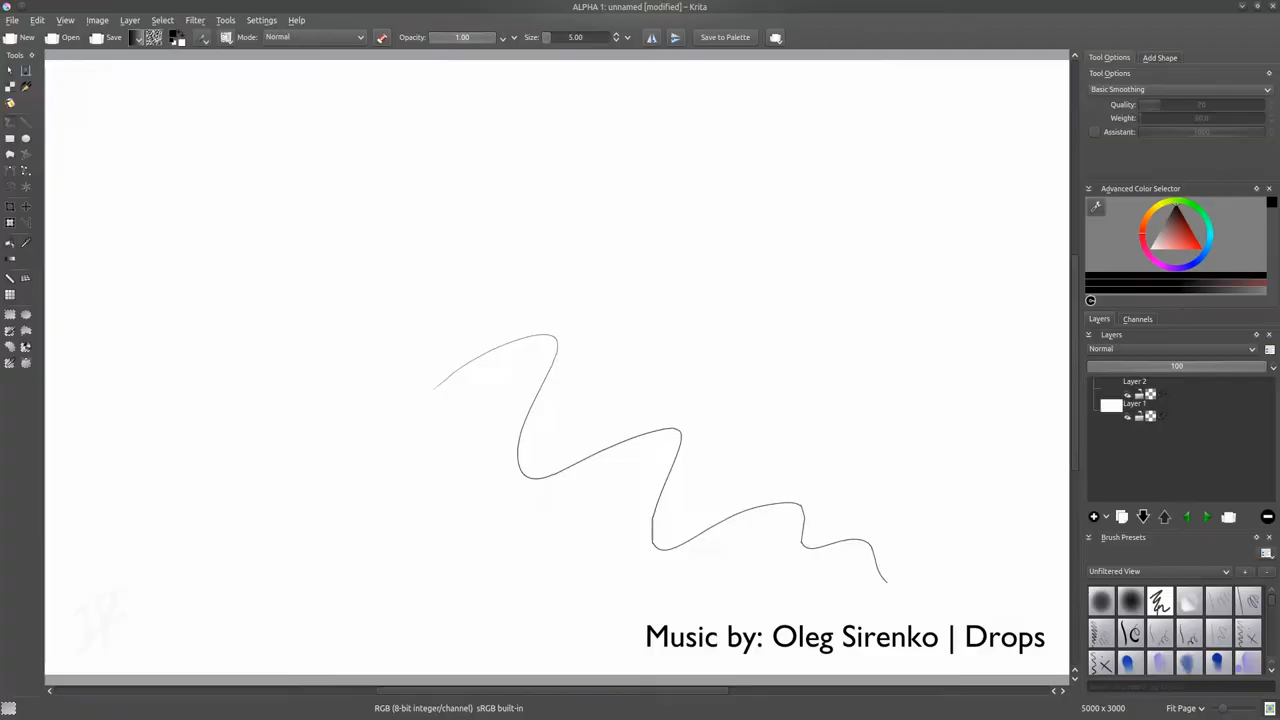 ALPHA 1: unnamed [modified] – Krita
File Edit View Image Layer Select Filter Tools Settings Help
New Open Save Mode: Normal Opacity: 1.00 Size: 5.00 Save to Palette
Tools
Tool Options Add Shape
Tool Options
Basic Smoothing
Quality: 20
Weight:
Assistant: 1000
Advanced Color Selector
Layers Channels
Layers
Normal
100
Layer 2
Layer 1
Brush Presets
Unfiltered View
Music by: Oleg Sirenko | Drops
RGB (8-bit integer/channel) sRGB built-in
5000 x 3000 Fit Page